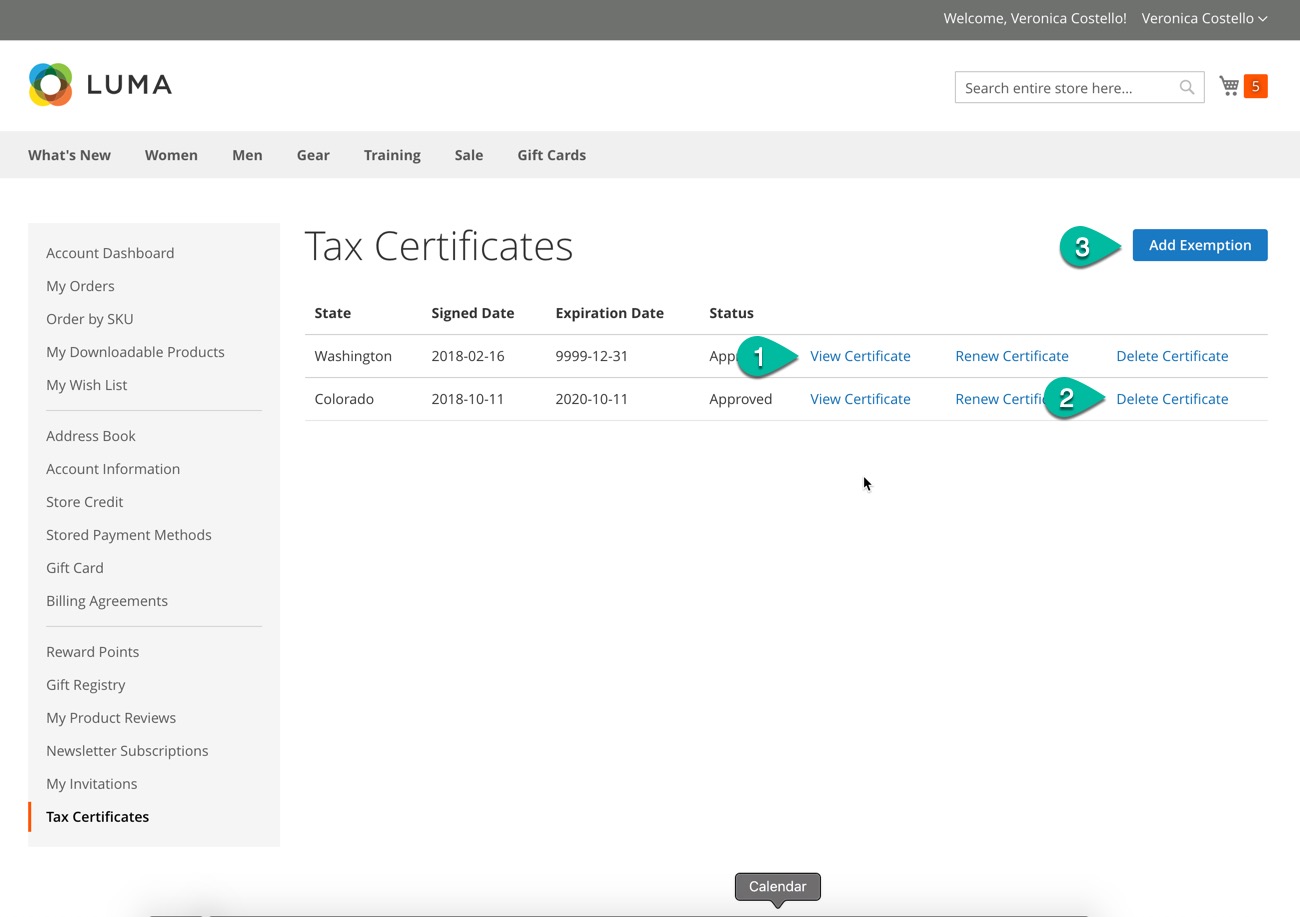 Welcome, Veronica Costello! Veronica Costello
LUMA
Search entire store here... 5
What's New Women Men Gear Training Sale Gift Cards
Account Dashboard
My Orders
Order by SKU
My Downloadable Products
My Wish List
Address Book
Account Information
Store Credit
Stored Payment Methods
Gift Card
Billing Agreements
Reward Points
Gift Registry
My Product Reviews
Newsletter Subscriptions
My Invitations
Tax Certificates
Tax Certificates
3 Add Exemption
State Signed Date Expiration Date Status
Washington 2018-02-16 9999-12-31 App 1 View Certificate Renew Certificate Delete Certificate
Colorado 2018-10-11 2020-10-11 Approved View Certificate Renew Certifi 2 Delete Certificate
Calendar